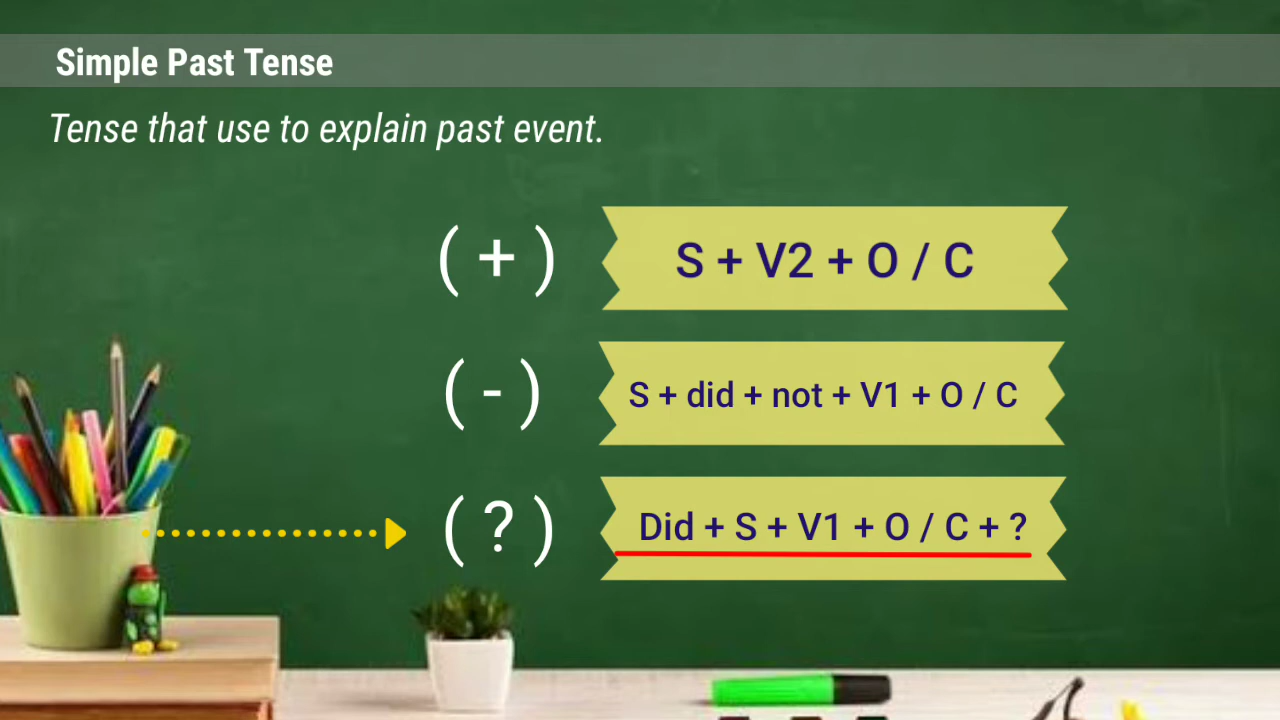 Simple Past Tense
Tense that use to explain past event.
( + ) S + V2 + O / C
( - ) S + did + not + V1 + O / C
( ? ) Did + S + V1 + O / C + ?